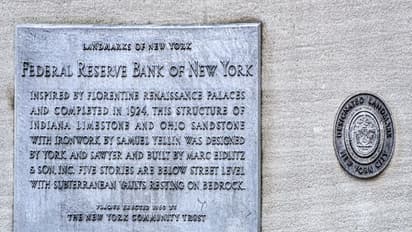 LANDMARKS OF NEW YORK
FEDERAL RESERVE BANK OF NEW YORK
INSPIRED BY FLORENTINE RENAISSANCE PALACES
AND COMPLETED IN 1924, THIS STRUCTURE OF
INDIANA LIMESTONE AND OHIO SANDSTONE
WITH IRONWORK BY SAMUEL YELLIN WAS DESIGNED
BY YORK AND SAWYER AND BUILT BY MARC EIDLITZ
& SON, INC. FIVE STORIES ARE BELOW STREET LEVEL
WITH SUBTERRANEAN VAULTS RESTING ON BEDROCK.
PLAQUE ERECTED BY
THE NEW YORK COMMUNITY TRUST
DESIGNATED LANDMARK
NEW YORK CITY